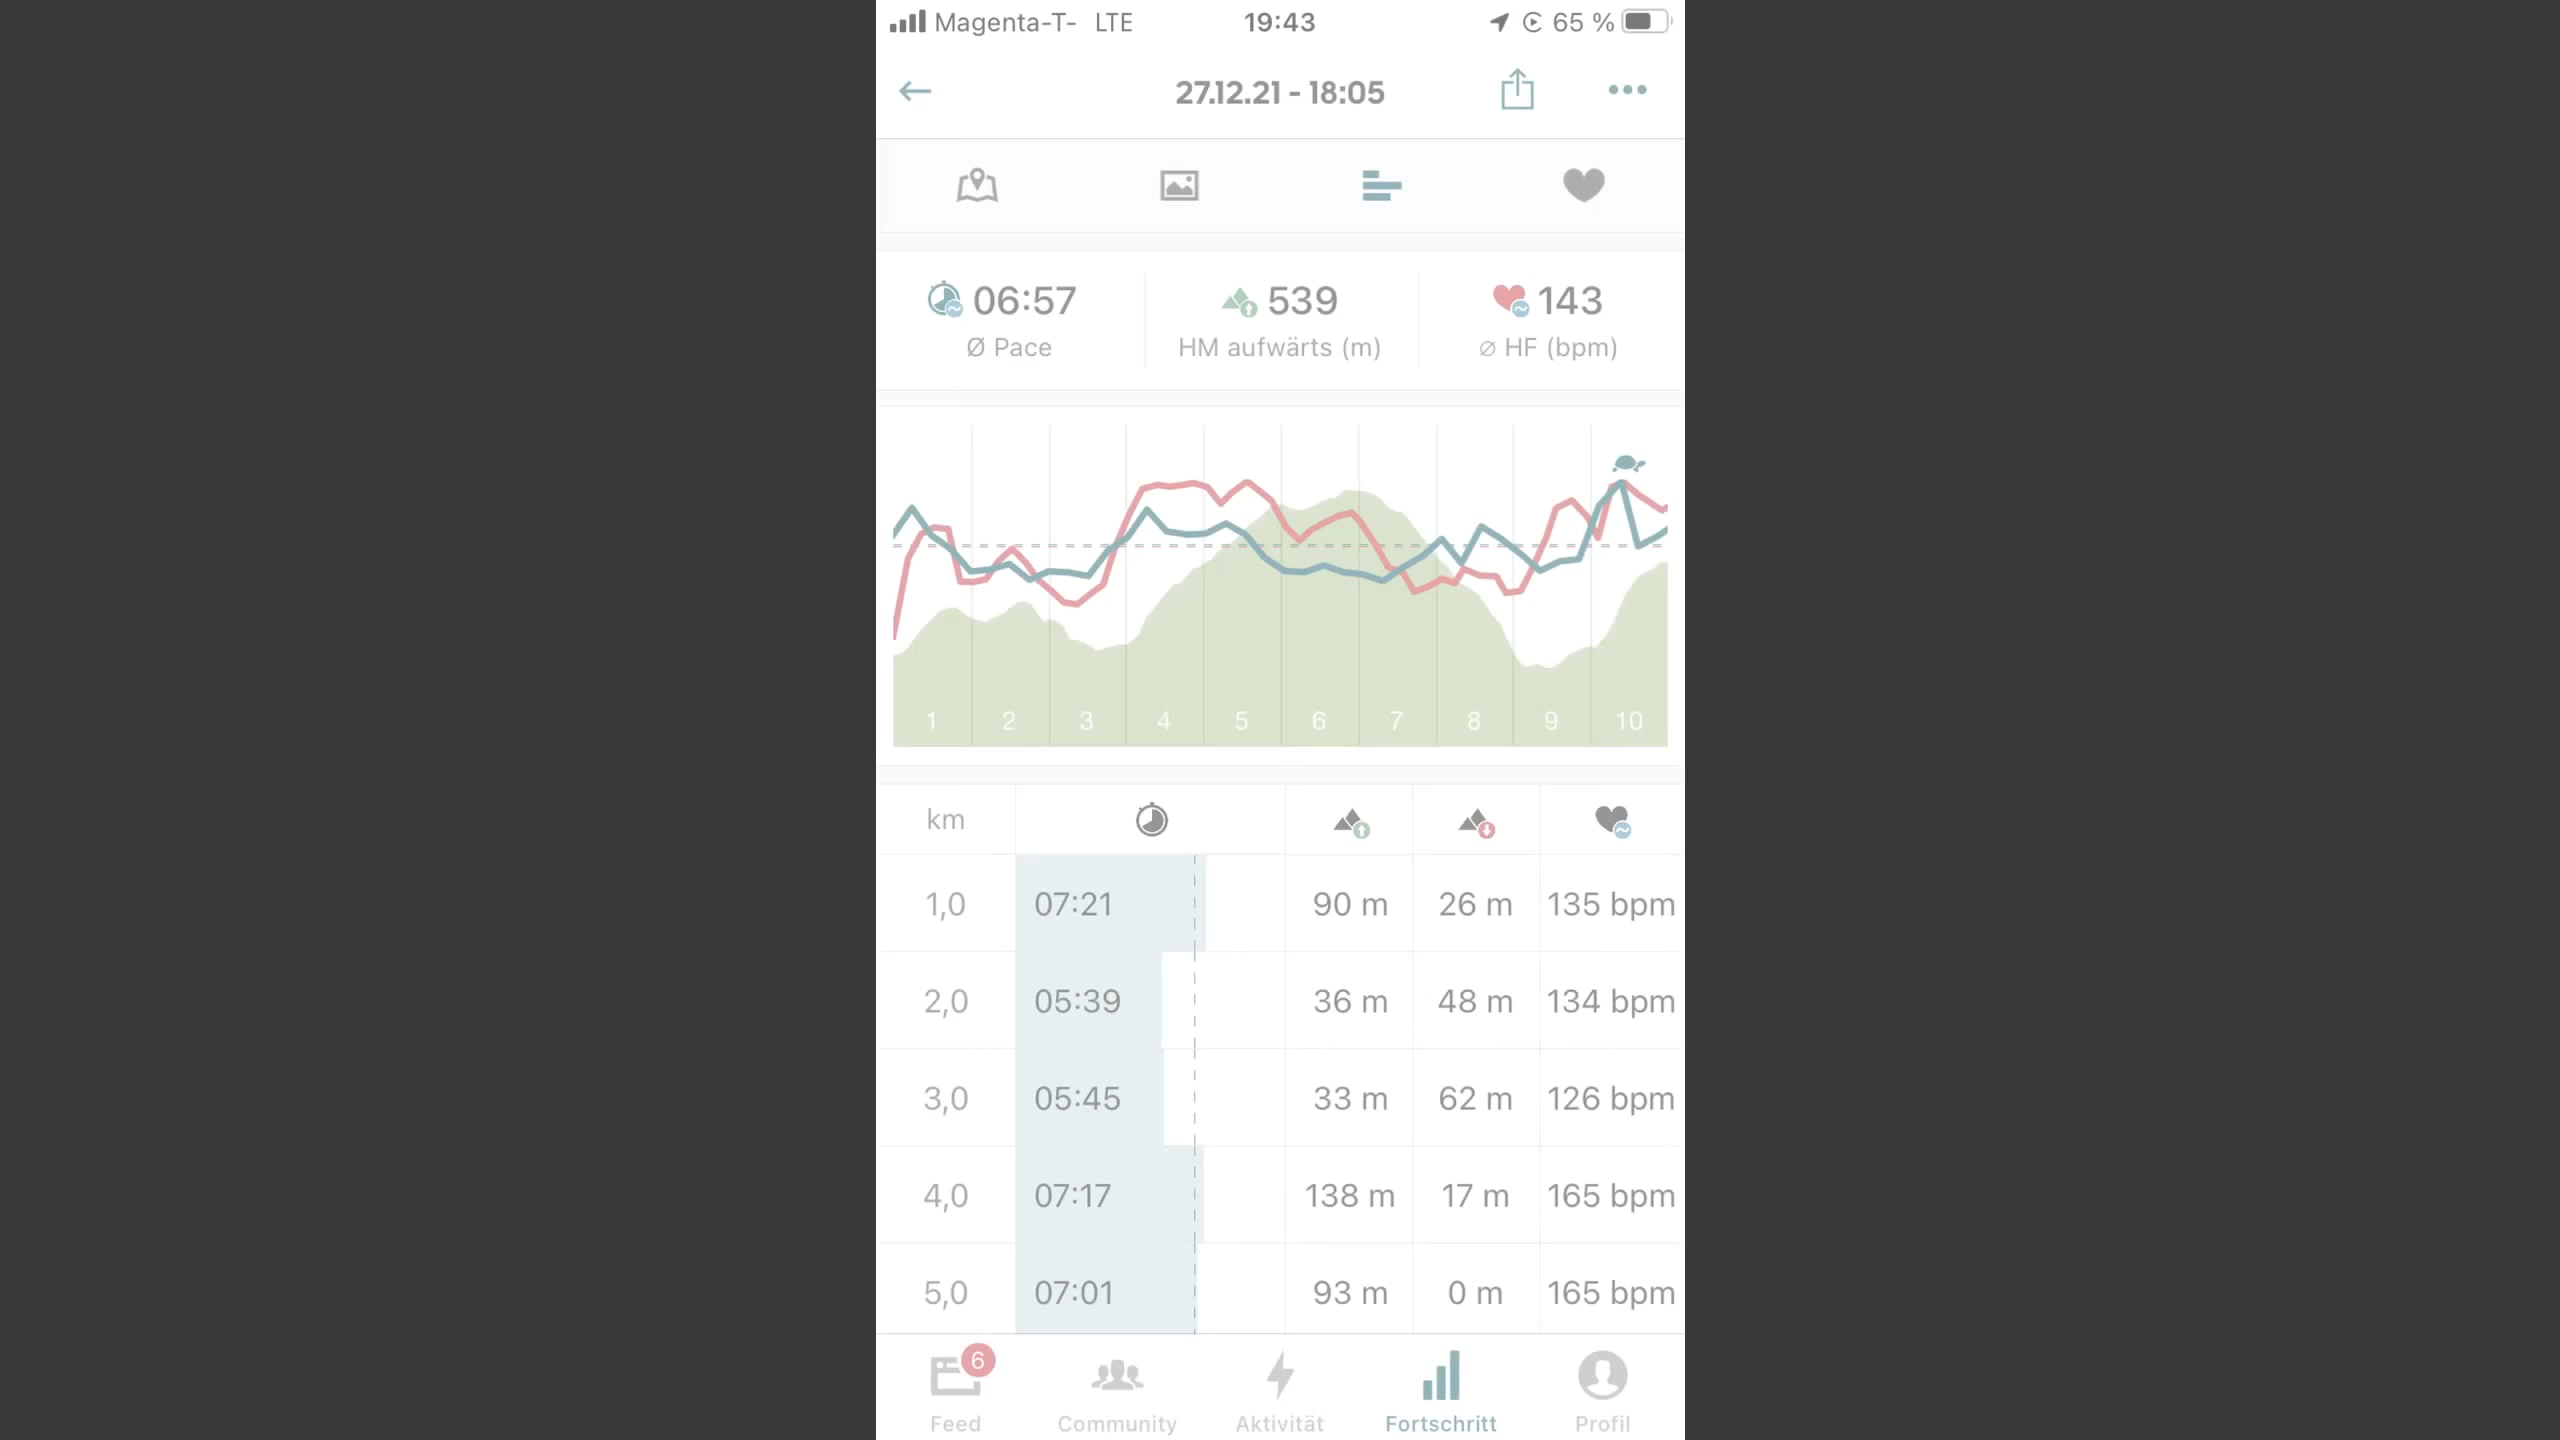 Magenta-T- LTE 19:43 65 %
27.12.21 - 18:05
06:57 539 143
Ø Pace HM aufwärts (m) ⌀ HF (bpm)
1 2 3 4 5 6 7 8 9 10
km
1,0 07:21 90 m 26 m 135 bpm
2,0 05:39 36 m 48 m 134 bpm
3,0 05:45 33 m 62 m 126 bpm
4,0 07:17 138 m 17 m 165 bpm
5,0 07:01 93 m 0 m 165 bpm
6
Feed Community Aktivität Fortschritt Profil